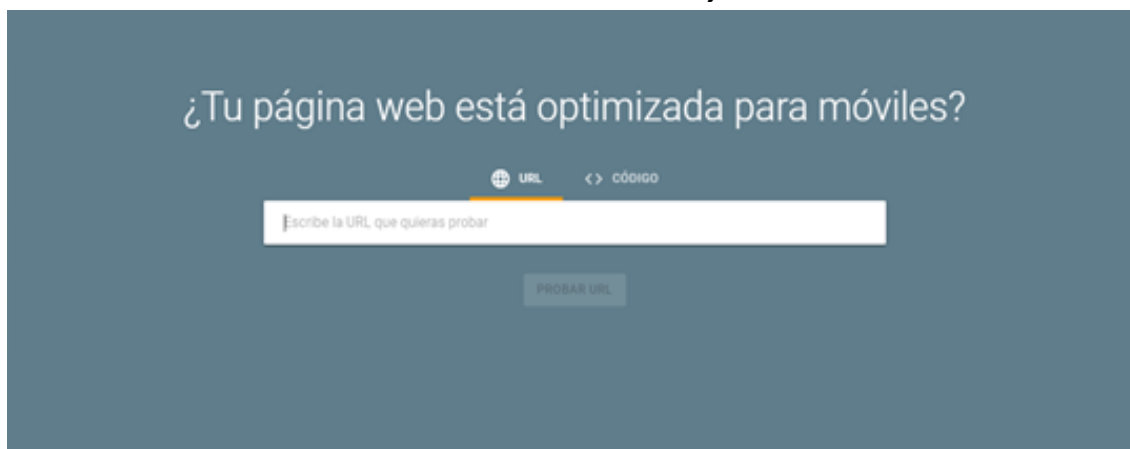 ¿Tu página web está optimizada para móviles?
URL <> CÓDIGO
Escribe la URL que quieras probar
PROBAR URL